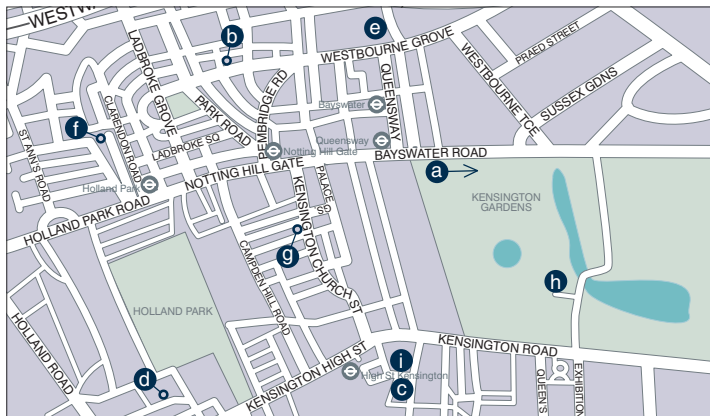 WESTWAY
LADBROKE GROVE
b
e
WESTBOURNE GROVE
WESTBOURNE TCE
PRAED STREET
SUSSEX GDNS
PARK ROAD
PEMBRIDGE RD
Bayswater
QUEENSWAY
f
CLARENDON ROAD
ST ANN'S ROAD
LADBROKE SQ
Notting Hill Gate
Queensway
BAYSWATER ROAD
Holland Park
NOTTING HILL GATE
HOLLAND PARK ROAD
a
KENSINGTON
GARDENS
PALACE
GS.
KENSINGTON CHURCH ST
g
CAMPDEN HILL ROAD
h
HOLLAND PARK
HOLLAND ROAD
KENSINGTON HIGH ST
KENSINGTON ROAD
i
High St Kensington
c
d
QUEEN'S
EXHIBITION